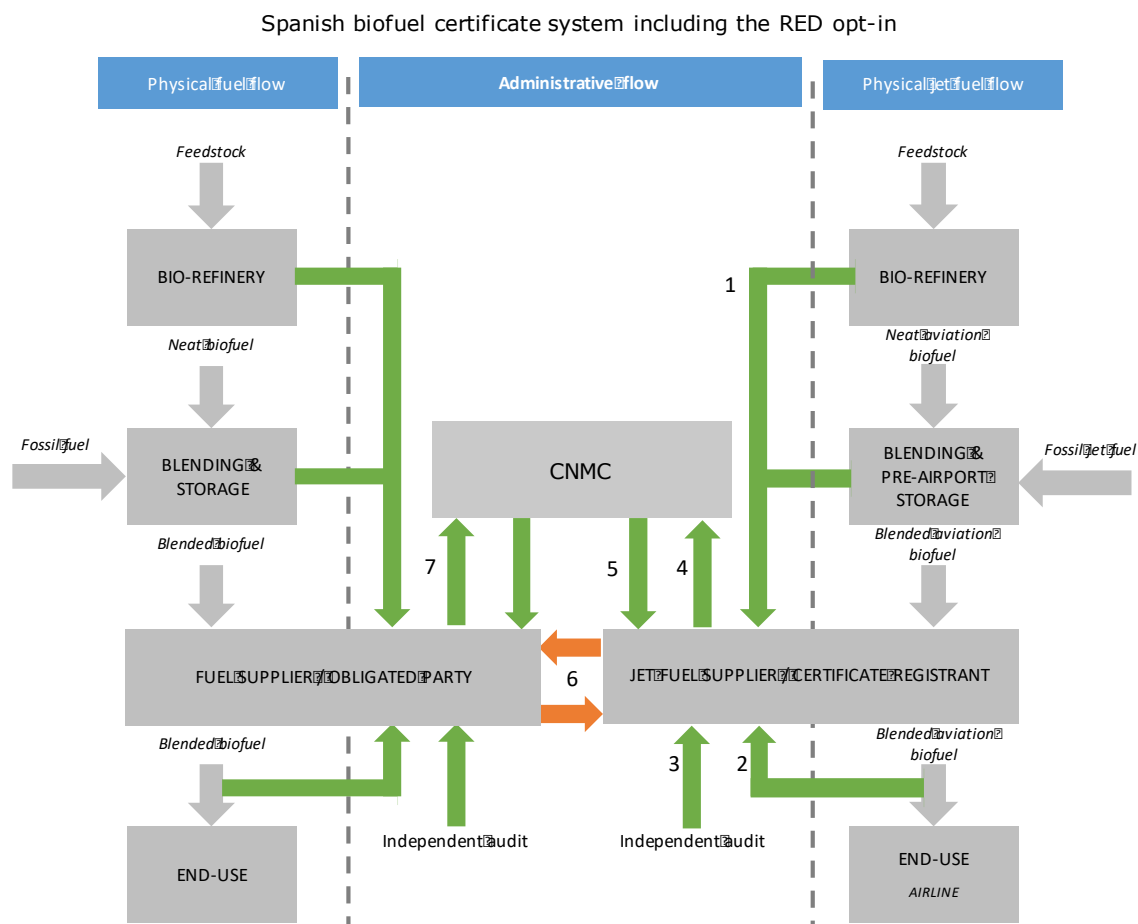 Spanish biofuel certificate system including the RED opt-in
Physical fuel flow
Administrative flow
Physical jet fuel flow
Feedstock
Feedstock
BIO-REFINERY
1
BIO-REFINERY
Neat biofuel
Neat aviation
biofuel
Fossil fuel
BLENDING &
STORAGE
CNMC
BLENDING &
PRE-AIRPORT
STORAGE
Fossil jet fuel
Blended biofuel
7
5
4
Blended aviation
biofuel
FUEL SUPPLIER / OBLIGATED PARTY
6
JET FUEL SUPPLIER / CERTIFICATE REGISTRANT
Blended biofuel
3
2
Blended aviation
biofuel
Independent audit
Independent audit
END-USE
END-USE
AIRLINE